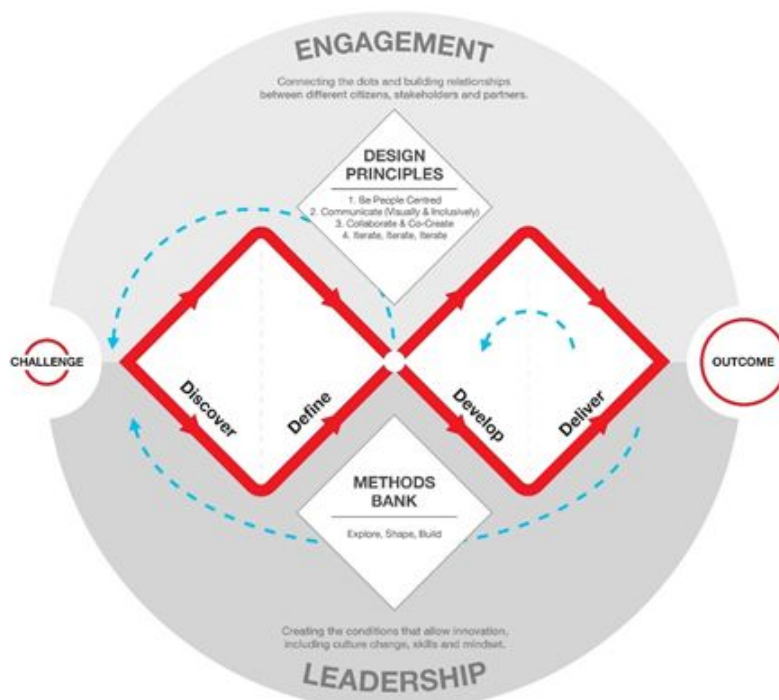 ENGAGEMENT
Connecting the dots and building relationships
between different citizens, stakeholders and partners.
DESIGN
PRINCIPLES
1. Be People Centred
2. Communicate (Visually & Inclusively)
3. Collaborate & Co-Create
4. Iterate, Iterate, Iterate
CHALLENGE
OUTCOME
Discover
Define
Develop
Deliver
METHODS
BANK
Explore, Shape, Build
Creating the conditions that allow innovation,
including culture change, skills and mindset.
LEADERSHIP